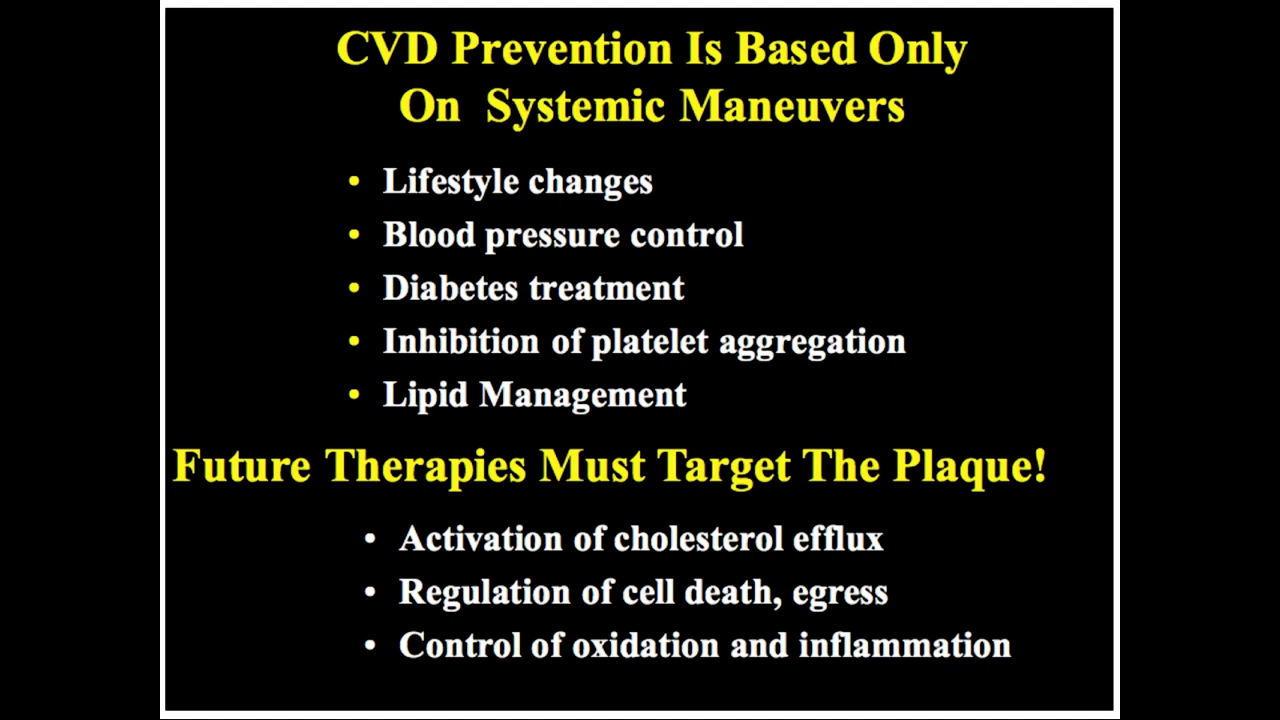 CVD Prevention Is Based Only
On Systemic Maneuvers
• Lifestyle changes
• Blood pressure control
• Diabetes treatment
• Inhibition of platelet aggregation
• Lipid Management
Future Therapies Must Target The Plaque!
• Activation of cholesterol efflux
• Regulation of cell death, egress
• Control of oxidation and inflammation